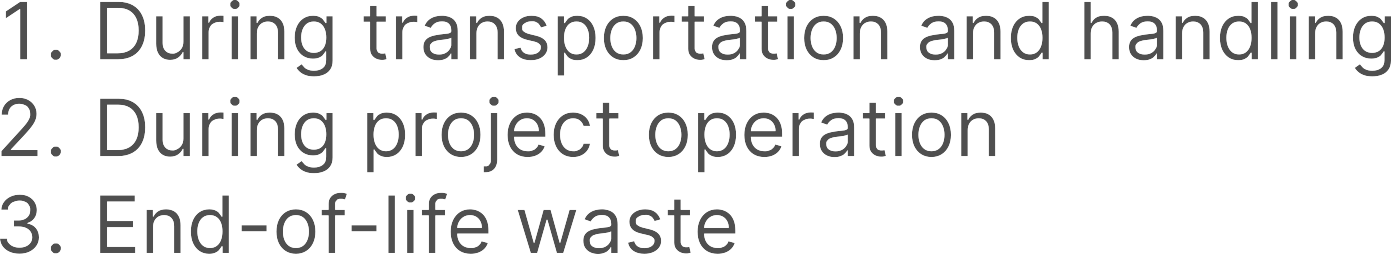 1. During transportation and handling
2. During project operation
3. End-of-life waste